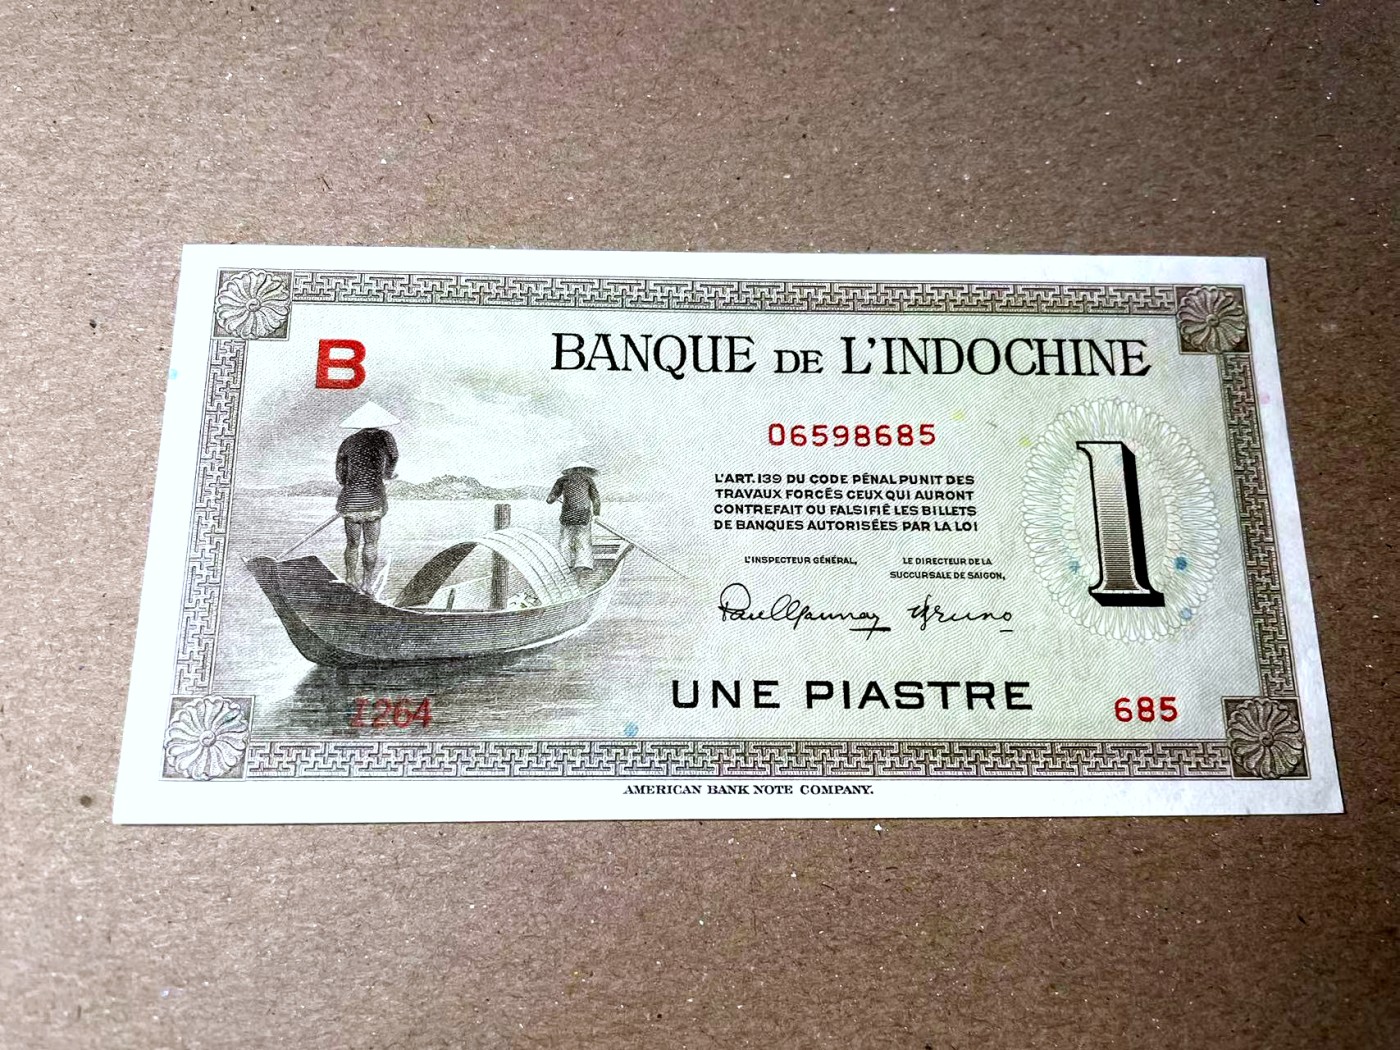 B
BANQUE DE L'INDOCHINE
06598685
L'ART.139 DU CODE PÉNAL PUNIT DES
TRAVAUX FORCÉS CEUX QUI AURONT
CONTREFAIT OU FALSIFIÉ LES BILLETS
DE BANQUES AUTORISÉES PAR LA LOI
1
L'INSPECTEUR GÉNÉRAL,
LE DIRECTEUR DE LA
SUCCURSALE DE SAIGON,
UNE PIASTRE
1264
685
AMERICAN BANK NOTE COMPANY.